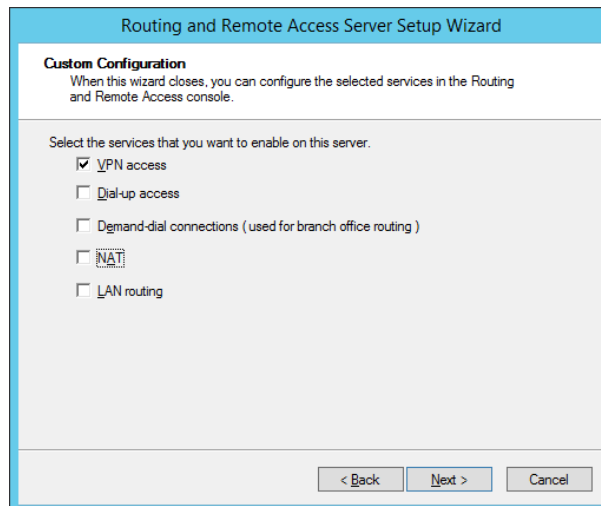 Routing and Remote Access Server Setup Wizard
Custom Configuration
When this wizard closes, you can configure the selected services in the Routing
and Remote Access console.
Select the services that you want to enable on this server.
VPN access
Dial-up access
Demand-dial connections ( used for branch office routing )
NAT
LAN routing
< Back Next > Cancel